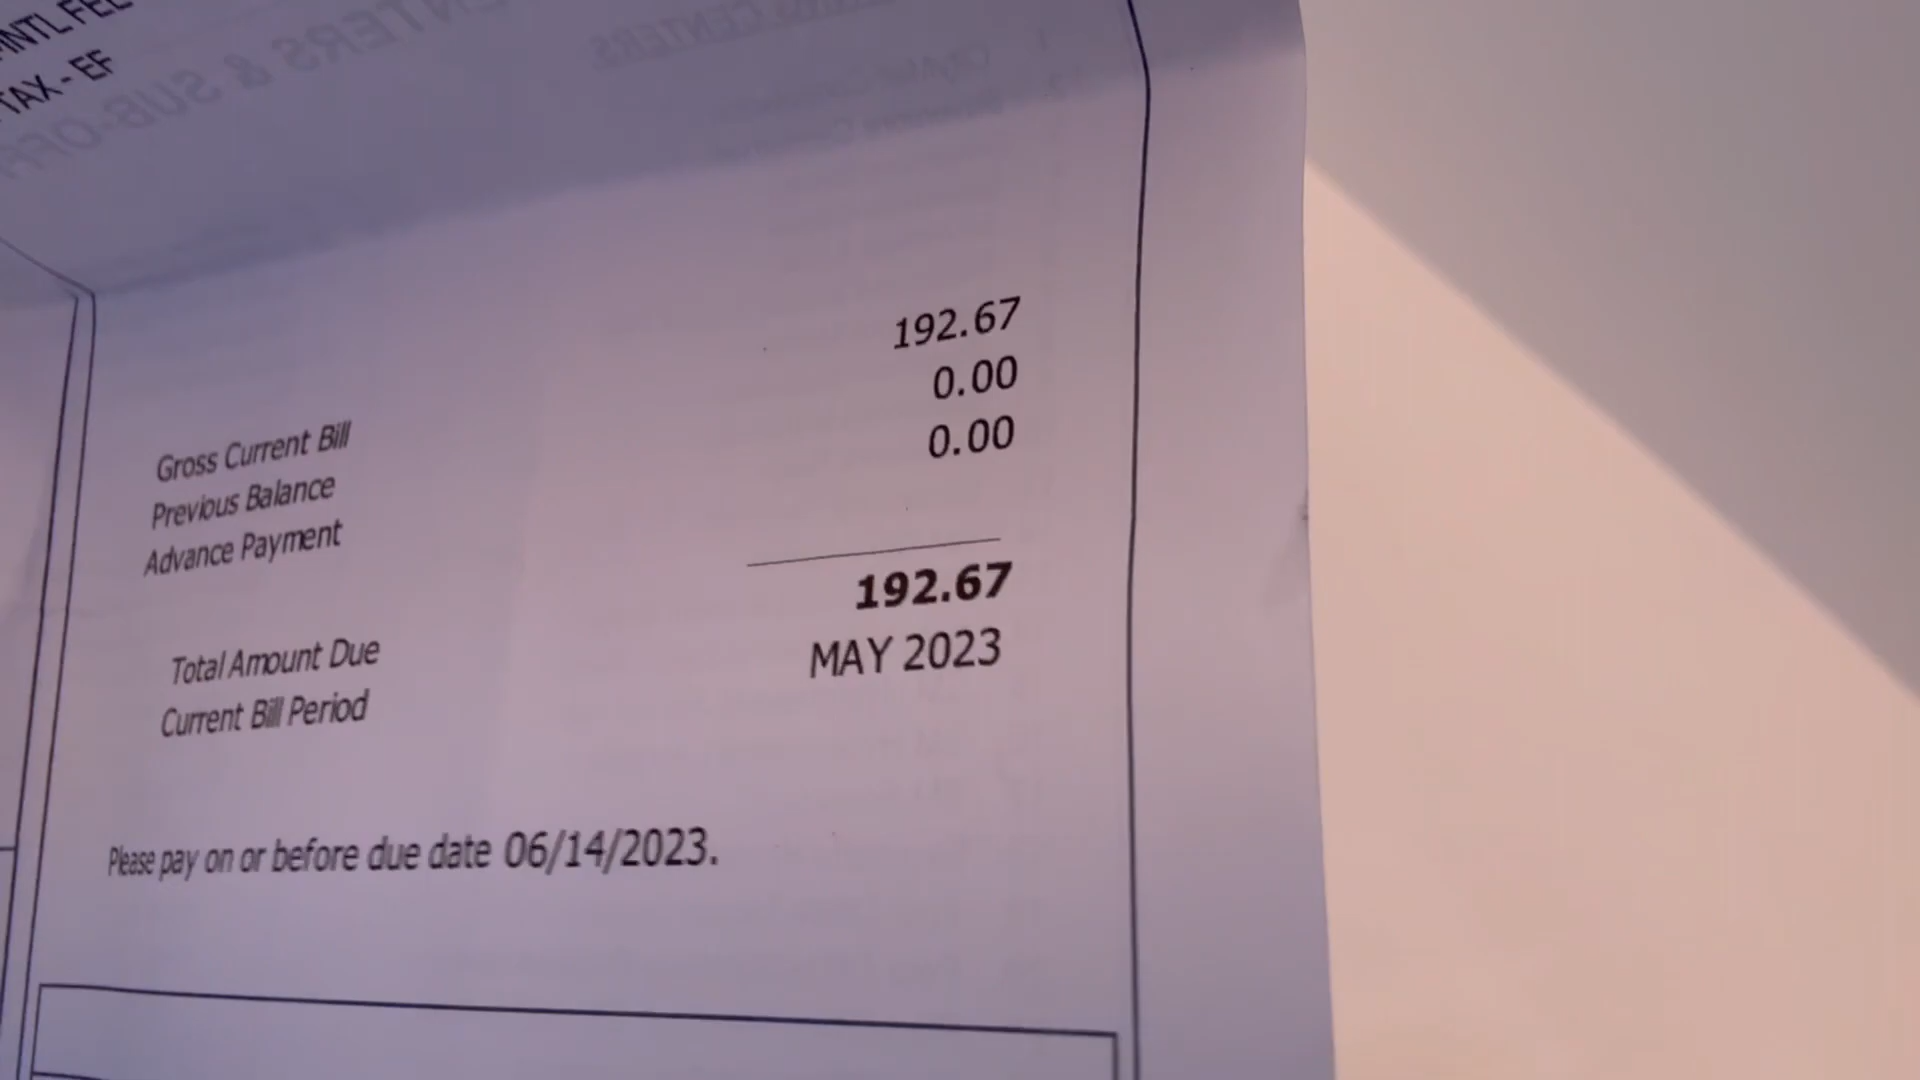 TAX - EF
192.67
0.00
0.00
Gross Current Bill
Previous Balance
Advance Payment
192.67
MAY 2023
Total Amount Due
Current Bill Period
Please pay on or before due date 06/14/2023.